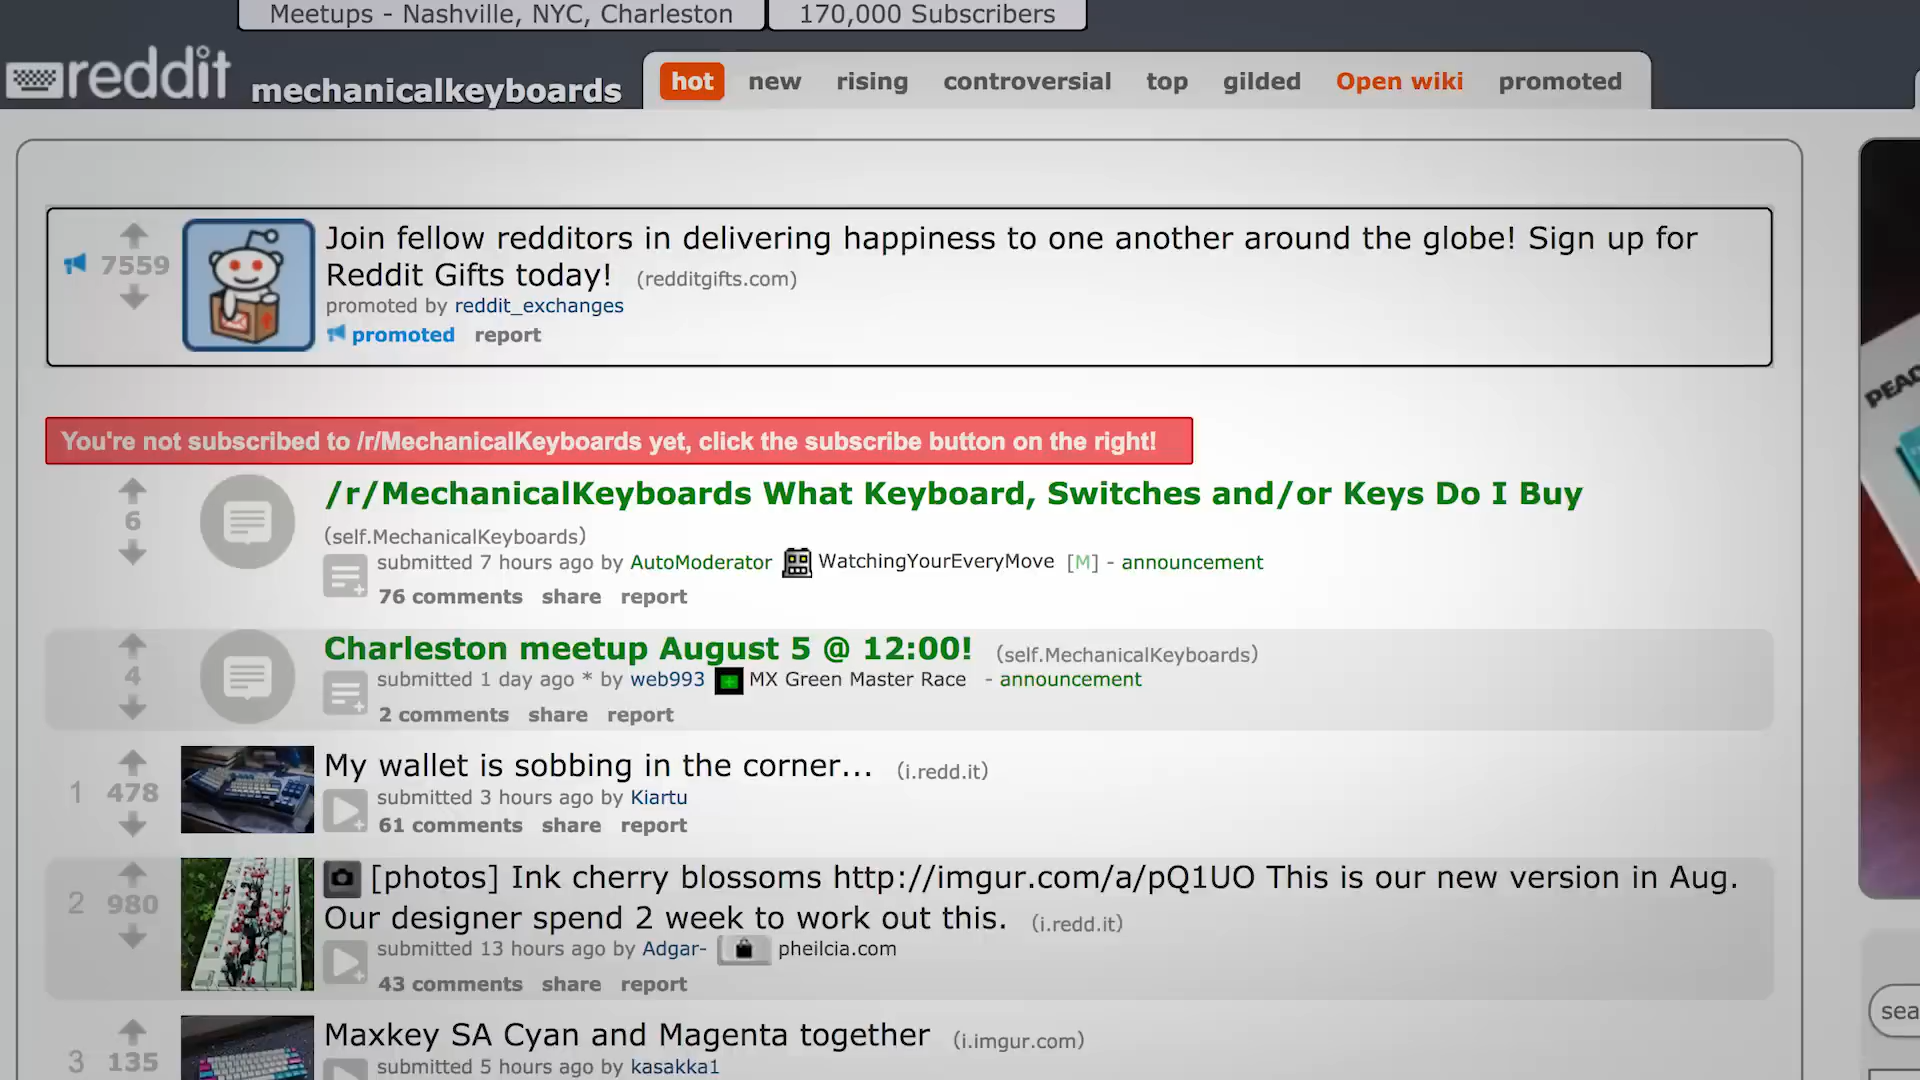 Meetups - Nashville, NYC, Charleston
170,000 Subscribers
reddit mechanicalkeyboards
hot new rising controversial top gilded Open wiki promoted
7559
Join fellow redditors in delivering happiness to one another around the globe! Sign up for
Reddit Gifts today! (redditgifts.com)
promoted by reddit_exchanges
promoted report
You're not subscribed to /r/MechanicalKeyboards yet, click the subscribe button on the right!
6
/r/MechanicalKeyboards What Keyboard, Switches and/or Keys Do I Buy
(self.MechanicalKeyboards)
submitted 7 hours ago by AutoModerator WatchingYourEveryMove [M] - announcement
76 comments share report
4
Charleston meetup August 5 @ 12:00! (self.MechanicalKeyboards)
submitted 1 day ago * by web993 MX Green Master Race - announcement
2 comments share report
1 478
My wallet is sobbing in the corner... (i.redd.it)
submitted 3 hours ago by Kiartu
61 comments share report
2 980
[photos] Ink cherry blossoms http://imgur.com/a/pQ1UO This is our new version in Aug.
Our designer spend 2 week to work out this. (i.redd.it)
submitted 13 hours ago by Adgar- pheilcia.com
43 comments share report
3 135
Maxkey SA Cyan and Magenta together (i.imgur.com)
submitted 5 hours ago by kasakka1
PEAC
sea